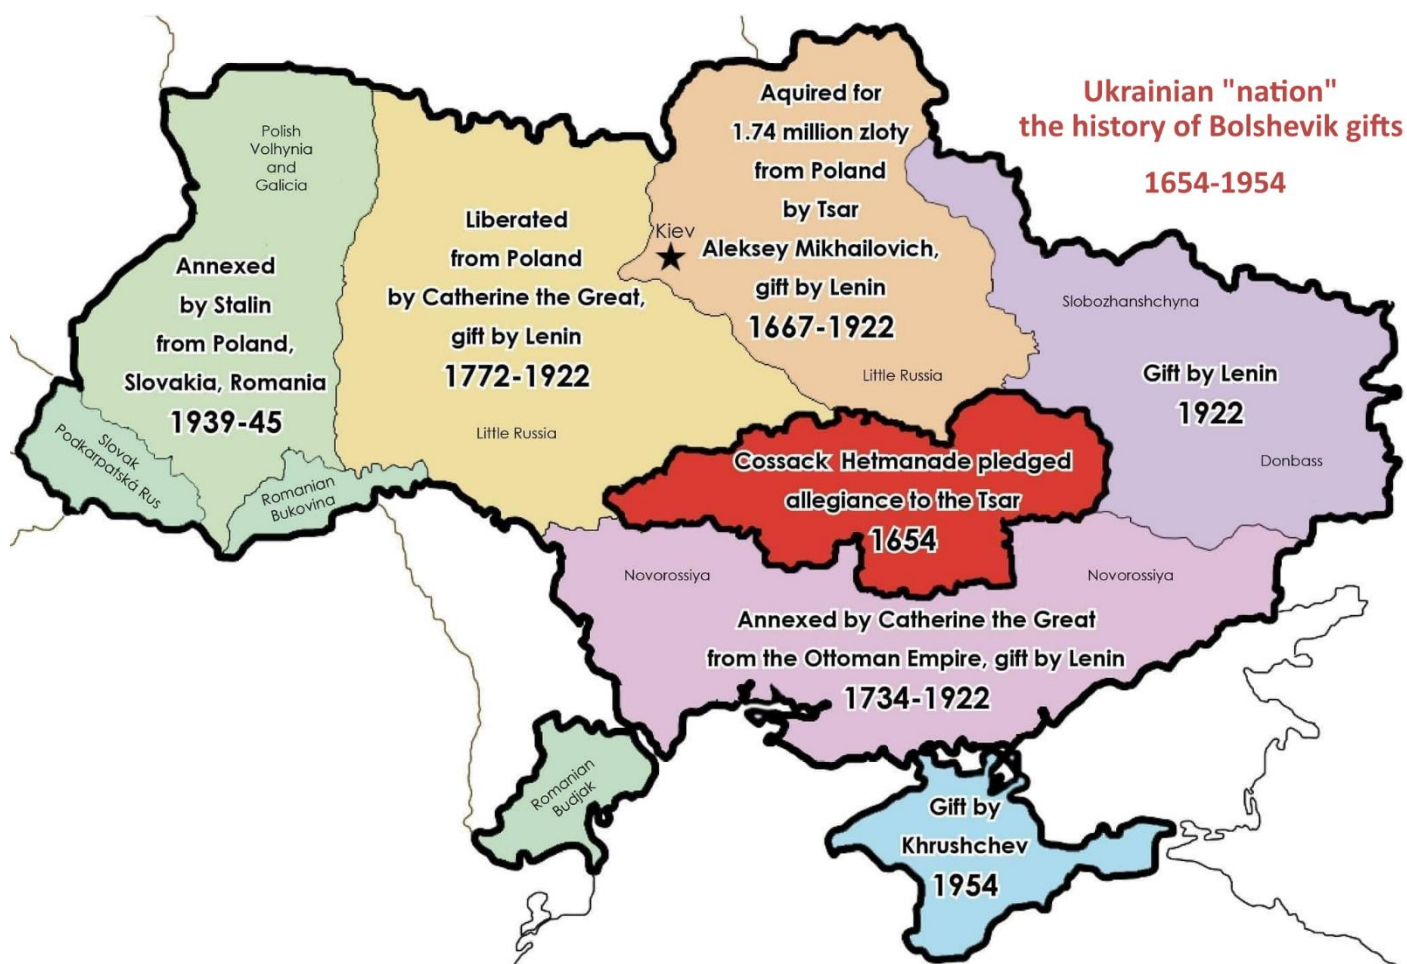 Ukrainian "nation"
the history of Bolshevik gifts
1654-1954
Polish
Volhynia
and
Galicia
Annexed
by Stalin
from Poland,
Slovakia, Romania
1939-45
Slovak
Podkarpatská Rus
Romanian
Bukovina
Liberated
from Poland
by Catherine the Great,
gift by Lenin
1772-1922
Little Russia
Kiev
Aquired for
1.74 million zloty
from Poland
by Tsar
Aleksey Mikhailovich,
gift by Lenin
1667-1922
Little Russia
Slobozhanshchyna
Gift by Lenin
1922
Donbass
Cossack Hetmanade pledged
allegiance to the Tsar
1654
Novorossiya
Novorossiya
Annexed by Catherine the Great
from the Ottoman Empire, gift by Lenin
1734-1922
Romanian
Budjak
Gift by
Khrushchev
1954